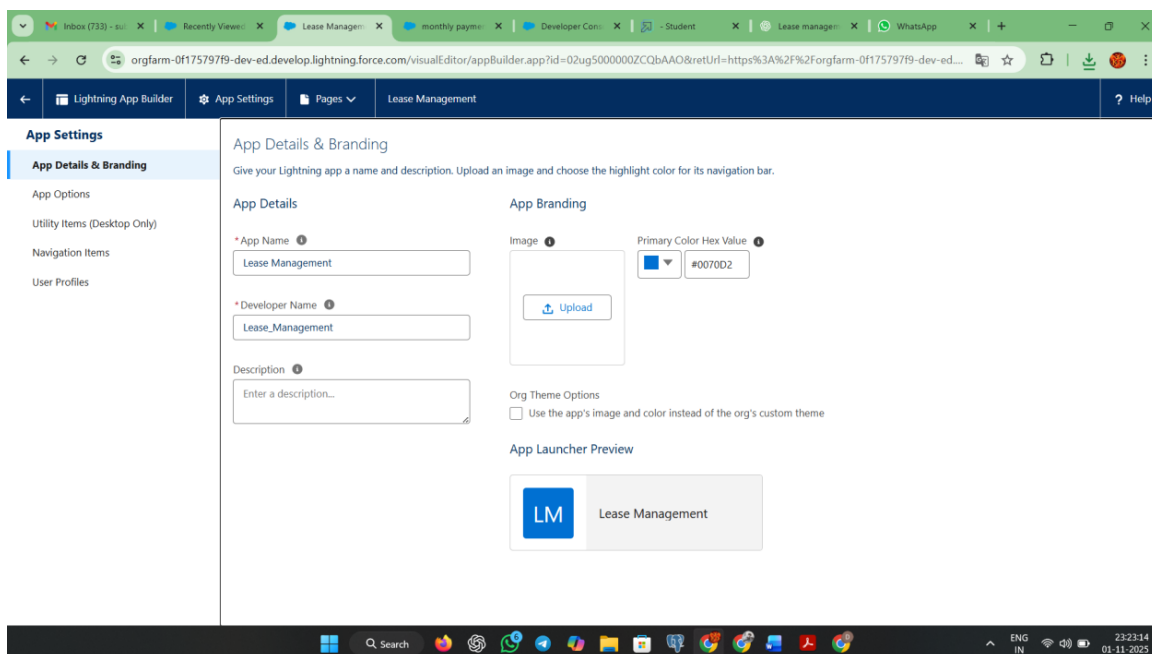 Inbox (733) - su
Recently Viewed
Lease Managem
monthly paymen
Developer Cons
- Student
Lease managem
WhatsApp
orgfarm-0f175797f9-dev-ed.develop.lightning.force.com/visualEditor/appBuilder.app?id=02ug5000000ZCQbAAO&retUrl=https%3A%2F%2Forgfarm-0f175797f9-dev-ed....
Lightning App Builder
App Settings
Pages
Lease Management
? Help
App Settings
App Details & Branding
App Options
Utility Items (Desktop Only)
Navigation Items
User Profiles
App Details & Branding
Give your Lightning app a name and description. Upload an image and choose the highlight color for its navigation bar.
App Details
App Branding
*App Name
Lease Management
*Developer Name
Lease_Management
Description
Enter a description...
Image
Upload
Primary Color Hex Value
#0070D2
Org Theme Options
Use the app's image and color instead of the org's custom theme
App Launcher Preview
LM
Lease Management
Search
ENG
IN
23:23:14
01-11-2025